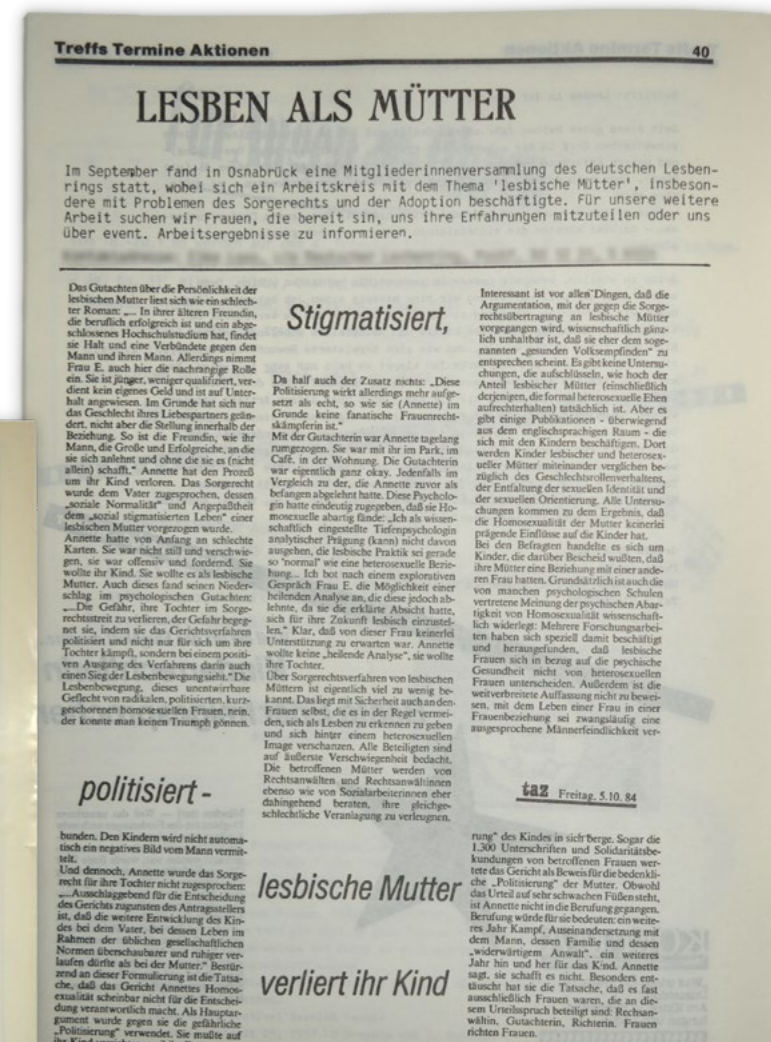 Treffs Termine Aktionen
40
LESBEN ALS MÜTTER
Im September fand in Osnabrück eine Mitgliederinnenversammlung des deutschen Lesben-
rings statt, wobei sich ein Arbeitskreis mit dem Thema 'lesbische Mütter', insbeson-
dere mit Problemen des Sorgerechts und der Adoption beschäftigte. Für unsere weitere
Arbeit suchen wir Frauen, die bereit sin, uns ihre Erfahrungen mitzuteilen oder uns
über event. Arbeitsergebnisse zu informieren.
Das Gutachten über die Persönlichkeit der
lesbischen Mutter liest sich wie ein schlech-
ter Roman: „... In ihrer älteren Freundin,
die beruflich erfolgreich ist und ein abge-
schlossenes Hochschulstudium hat, findet
sie Halt und eine Verbündete gegen den
Mann und ihren Mann. Allerdings nimmt
Frau E. auch hier die nachrangige Rolle
ein. Sie ist jünger, weniger qualifiziert, ver-
dient kein eigenes Geld und ist auf Unter-
halt angewiesen. Im Grunde hat sich nur
das Geschlecht ihres Liebespartners geän-
dert, nicht aber die Stellung innerhalb der
Beziehung. So ist die Freundin, wie ihr
Mann, die Große und Erfolgreiche, an die
sie sich anlehnt und ohne die sie es (nicht
allein) schafft.“ Annette hat den Prozeß
um ihr Kind verloren. Das Sorgerecht
wurde dem Vater zugesprochen, dessen
„soziale Normalität“ und Angepaßtheit
dem „sozial stigmatisierten Leben“ einer
lesbischen Mutter vorgezogen wurde.
Annette hatte von Anfang an schlechte
Karten. Sie war nicht still und verschwie-
gen, sie war offensiv und fordernd. Sie
wollte ihr Kind. Sie wollte es als lesbische
Mutter. Auch dieses fand seinen Nieder-
schlag im psychologischen Gutachten:
„...Die Gefahr, ihre Tochter im Sorge-
rechtsstreit zu verlieren, der Gefahr begeg-
net sie, indem sie das Gerichtsverfahren
politisiert und nicht nur für sich um ihre
Tochter kämpft, sondern bei einem positi-
ven Ausgang des Verfahrens darin auch
einen Sieg der Lesbenbewegung sieht.“ Die
Lesbenbewegung, dieses unentwirrbare
Geflecht von radikalen, politisierten, kurz-
geschorenen homosexuellen Frauen, nein,
der konnte man keinen Triumph gönnen.
Stigmatisiert,
Da half auch der Zusatz nichts: „Diese
Politisierung wirkt allerdings mehr aufge-
setzt als echt, so wie sie (Annette) im
Grunde keine fanatische Frauenrecht-
skämpferin ist.“
Mit der Gutachterin war Annette tagelang
rumgezogen. Sie war mit ihr im Park, im
Café, in der Wohnung. Die Gutachterin
war eigentlich ganz okay. Jedenfalls im
Vergleich zu der, die Annette zuvor als
befangen abgelehnt hatte. Diese Psycholo-
gin hatte eindeutig zugegeben, daß sie Ho-
mosexuelle abartig fände: „Ich als wissen-
schaftlich eingestellte Tiefenpsychologin
analytischer Prägung (kann) nicht davon
ausgehen, die lesbische Praktik sei gerade
so "normal" wie eine heterosexuelle Bezie-
hung... Ich bot nach einem explorativen
Gespräch Frau E. die Möglichkeit einer
heilenden Analyse an, die diese jedoch ab-
lehnte, da sie die erklärte Absicht hatte,
sich für ihre Zukunft lesbisch einzustel-
len.“ Klar, daß von dieser Frau keinerlei
Unterstützung zu erwarten war. Annette
wollte keine „heilende Analyse“, sie wollte
ihre Tochter.
Über Sorgerechtsverfahren von lesbischen
Müttern ist eigentlich viel zu wenig be-
kannt. Das liegt mit Sicherheit auch an den
Frauen selbst, die es in der Regel vermei-
den, sich als Lesben zu erkennen zu geben
und sich hinter einem heterosexuellen
Image verschanzen. Alle Beteiligten sind
auf äußerste Verschwiegenheit bedacht.
Die betroffenen Mütter werden von
Rechtsanwälten und Rechtsanwältinnen
ebenso wie von Sozialarbeiterinnen eher
dahingehend beraten, ihre gleichge-
schlechtliche Veranlagung zu verleugnen.
Interessant ist vor allen Dingen, daß die
Argumentation, mit der gegen die Sorge-
rechtsübertragung an lesbische Mütter
vorgegangen wird, wissenschaftlich gänz-
lich unhaltbar ist, daß sie eher dem soge-
nannten „gesunden Volksempfinden“ zu
entsprechen scheint. Es gibt keine Untersu-
chungen, die aufschlüsseln, wie hoch der
Anteil lesbischer Mütter (einschließlich
derjenigen, die formal heterosexuelle Ehen
aufrechterhalten) tatsächlich ist. Aber es
gibt einige Publikationen - überwiegend
aus dem englischsprachigen Raum - die
sich mit den Kindern beschäftigen. Dort
werden Kinder lesbischer und heterosex-
ueller Mütter miteinander verglichen be-
züglich des Geschlechtsrollenverhaltens,
der Entfaltung der sexuellen Identität und
der sexuellen Orientierung. Alle Untersu-
chungen kommen zu dem Ergebnis, daß
die Homosexualität der Mutter keinerlei
prägende Einflüsse auf die Kinder hat.
Bei den Befragten handelte es sich um
Kinder, die darüber Bescheid wußten, daß
ihre Mütter eine Beziehung mit einer ande-
ren Frau hatten. Grundsätzlich ist auch die
von manchen psychologischen Schulen
vertretene Meinung der psychischen Abar-
tigkeit von Homosexualität wissenschaft-
lich widerlegt: Mehrere Forschungsarbei-
ten haben sich speziell damit beschäftigt
und herausgefunden, daß lesbische
Frauen sich in bezug auf die psychische
Gesundheit nicht von heterosexuellen
Frauen unterscheiden. Außerdem ist die
weitverbreitete Auffassung nicht zu bewei-
sen, mit dem Leben einer Frau in einer
Frauenbeziehung sei zwangsläufig eine
ausgesprochene Männerfeindlichkeit ver-
taz Freitag, 5.10. 84
politisiert -
bunden. Den Kindern wird nicht automa-
tisch ein negatives Bild vom Mann vermit-
telt.
Und dennoch, Annette wurde das Sorge-
recht für ihre Tochter nicht zugesprochen:
„...Ausschlaggebend für die Entscheidung
des Gerichts zugunsten des Antragsstellers
ist, daß die weitere Entwicklung des Kin-
des bei dem Vater, bei dessen Leben im
Rahmen der üblichen gesellschaftlichen
Normen überschaubarer und ruhiger ver-
laufen dürfte als bei der Mutter.“ Bestür-
zend an dieser Formulierung ist die Tatsa-
che, daß das Gericht Annettes Homos-
exualität scheinbar nicht für die Entschei-
dung verantwortlich macht. Als Hauptar-
gument wurde gegen sie die gefährliche
„Politisierung“ verwendet. Sie mußte auf
lesbische Mutter
verliert ihr Kind
rung“ des Kindes in sich berge. Sogar die
1.300 Unterschriften und Solidaritätsbe-
kundungen von betroffenen Frauen wer-
tete das Gericht als Beweis für die bedenkli-
che „Politisierung“ der Mutter. Obwohl
das Urteil auf sehr schwachen Füßen steht,
ist Annette nicht in die Berufung gegangen.
Berufung würde für sie bedeuten: ein weite-
res Jahr Kampf, Auseinandersetzung mit
dem Mann, dessen Familie und dessen
„widerwärtigem Anwalt“, ein weiteres
Jahr hin und her für das Kind. Annette
sagt, sie schafft es nicht. Besonders ent-
täuscht hat sie die Tatsache, daß es fast
ausschließlich Frauen waren, die an die-
sem Urteilsspruch beteiligt sind: Rechsan-
wältin, Gutachterin, Richterin. Frauen
richten Frauen.